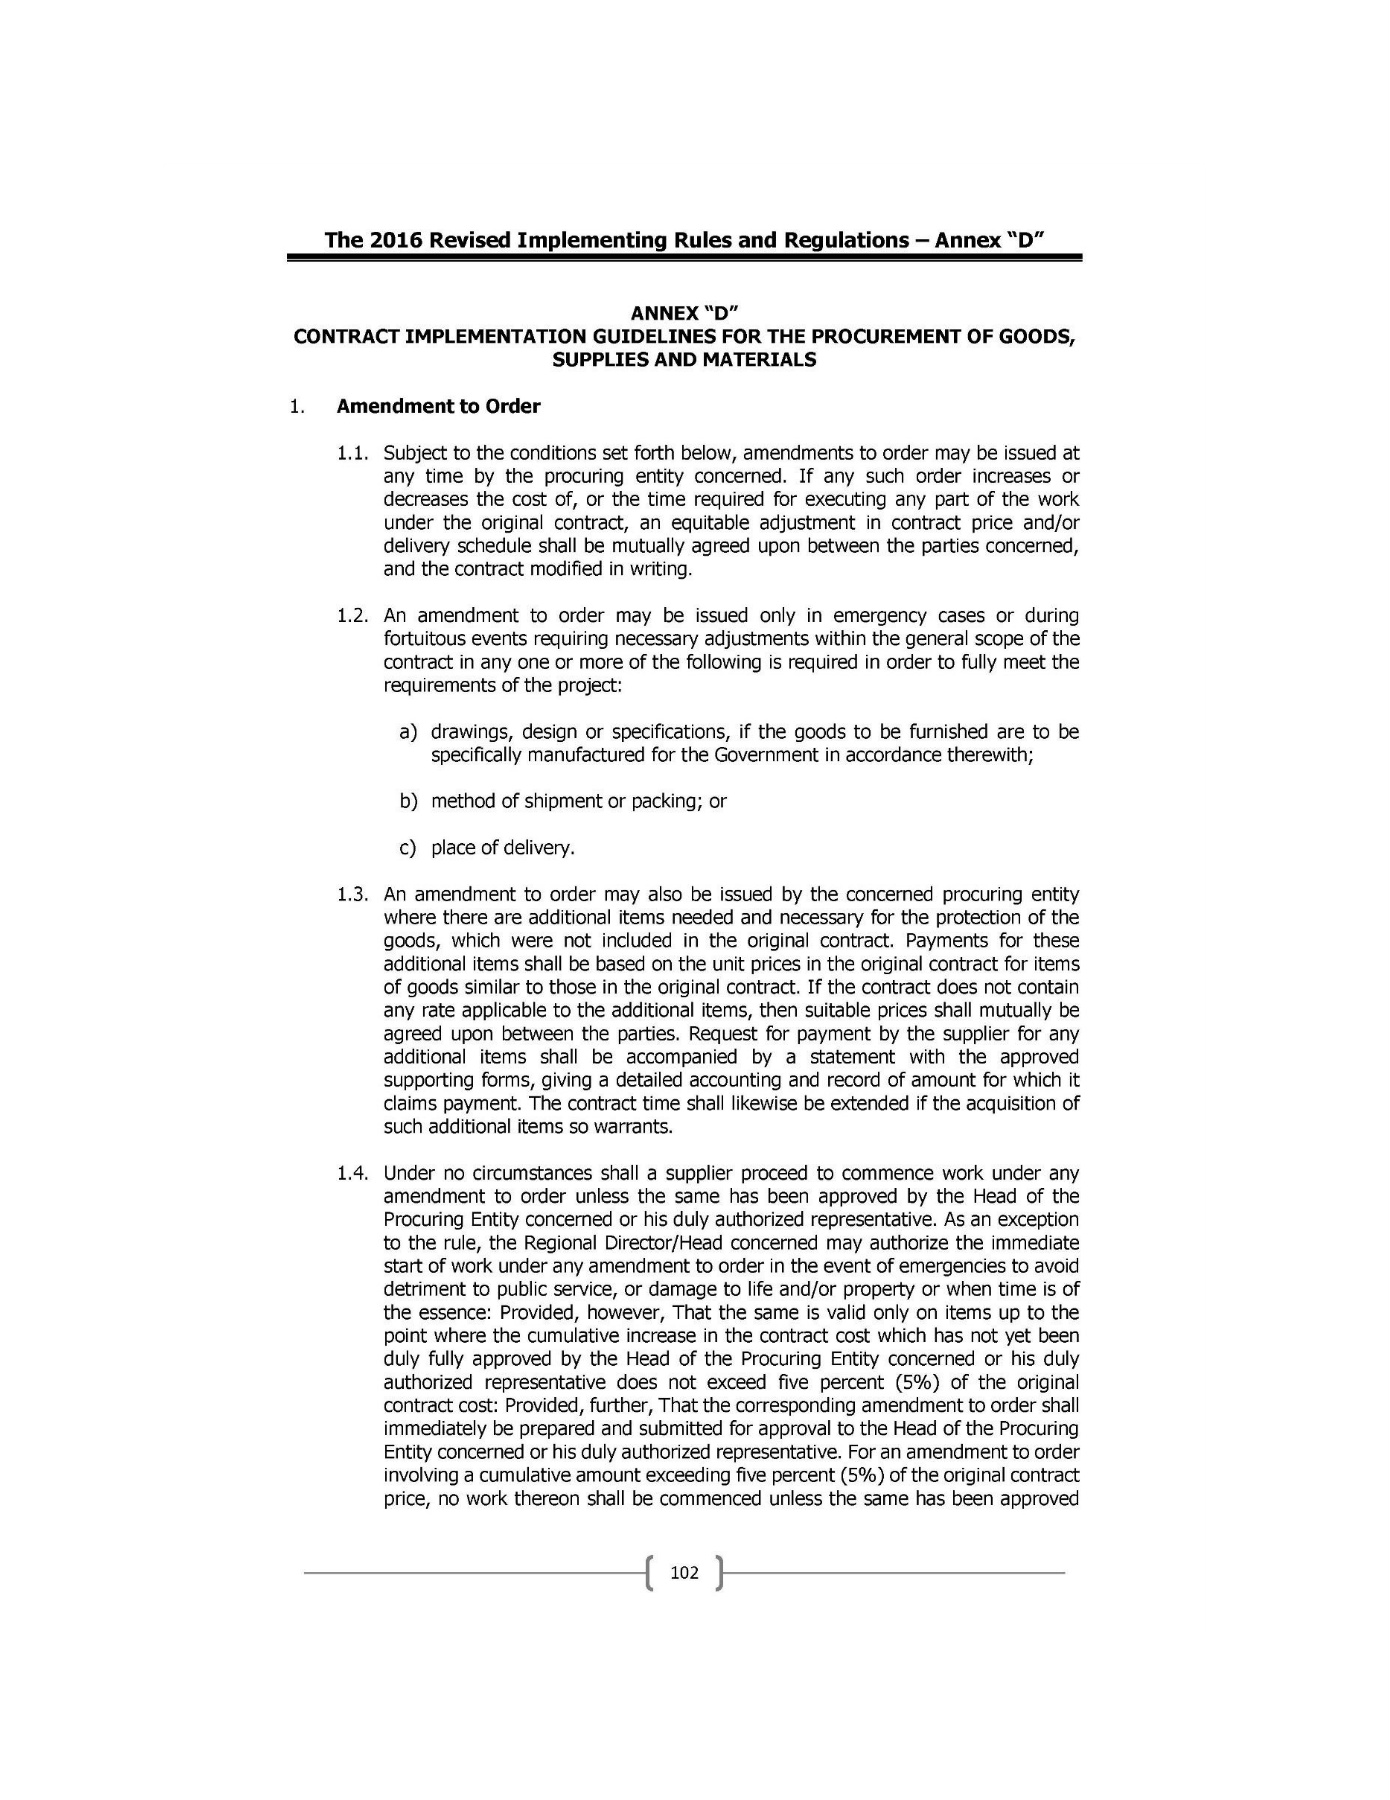 The 2016 Revised Implementing Rules and Regulations – Annex “D”
ANNEX “D”
CONTRACT IMPLEMENTATION GUIDELINES FOR THE PROCUREMENT OF GOODS,
SUPPLIES AND MATERIALS
1. Amendment to Order
1.1. Subject to the conditions set forth below, amendments to order may be issued at
any time by the procuring entity concerned. If any such order increases or
decreases the cost of, or the time required for executing any part of the work
under the original contract, an equitable adjustment in contract price and/or
delivery schedule shall be mutually agreed upon between the parties concerned,
and the contract modified in writing.
1.2. An amendment to order may be issued only in emergency cases or during
fortuitous events requiring necessary adjustments within the general scope of the
contract in any one or more of the following is required in order to fully meet the
requirements of the project:
a) drawings, design or specifications, if the goods to be furnished are to be
specifically manufactured for the Government in accordance therewith;
b) method of shipment or packing; or
c) place of delivery.
1.3. An amendment to order may also be issued by the concerned procuring entity
where there are additional items needed and necessary for the protection of the
goods, which were not included in the original contract. Payments for these
additional items shall be based on the unit prices in the original contract for items
of goods similar to those in the original contract. If the contract does not contain
any rate applicable to the additional items, then suitable prices shall mutually be
agreed upon between the parties. Request for payment by the supplier for any
additional items shall be accompanied by a statement with the approved
supporting forms, giving a detailed accounting and record of amount for which it
claims payment. The contract time shall likewise be extended if the acquisition of
such additional items so warrants.
1.4. Under no circumstances shall a supplier proceed to commence work under any
amendment to order unless the same has been approved by the Head of the
Procuring Entity concerned or his duly authorized representative. As an exception
to the rule, the Regional Director/Head concerned may authorize the immediate
start of work under any amendment to order in the event of emergencies to avoid
detriment to public service, or damage to life and/or property or when time is of
the essence: Provided, however, That the same is valid only on items up to the
point where the cumulative increase in the contract cost which has not yet been
duly fully approved by the Head of the Procuring Entity concerned or his duly
authorized representative does not exceed five percent (5%) of the original
contract cost: Provided, further, That the corresponding amendment to order shall
immediately be prepared and submitted for approval to the Head of the Procuring
Entity concerned or his duly authorized representative. For an amendment to order
involving a cumulative amount exceeding five percent (5%) of the original contract
price, no work thereon shall be commenced unless the same has been approved
102